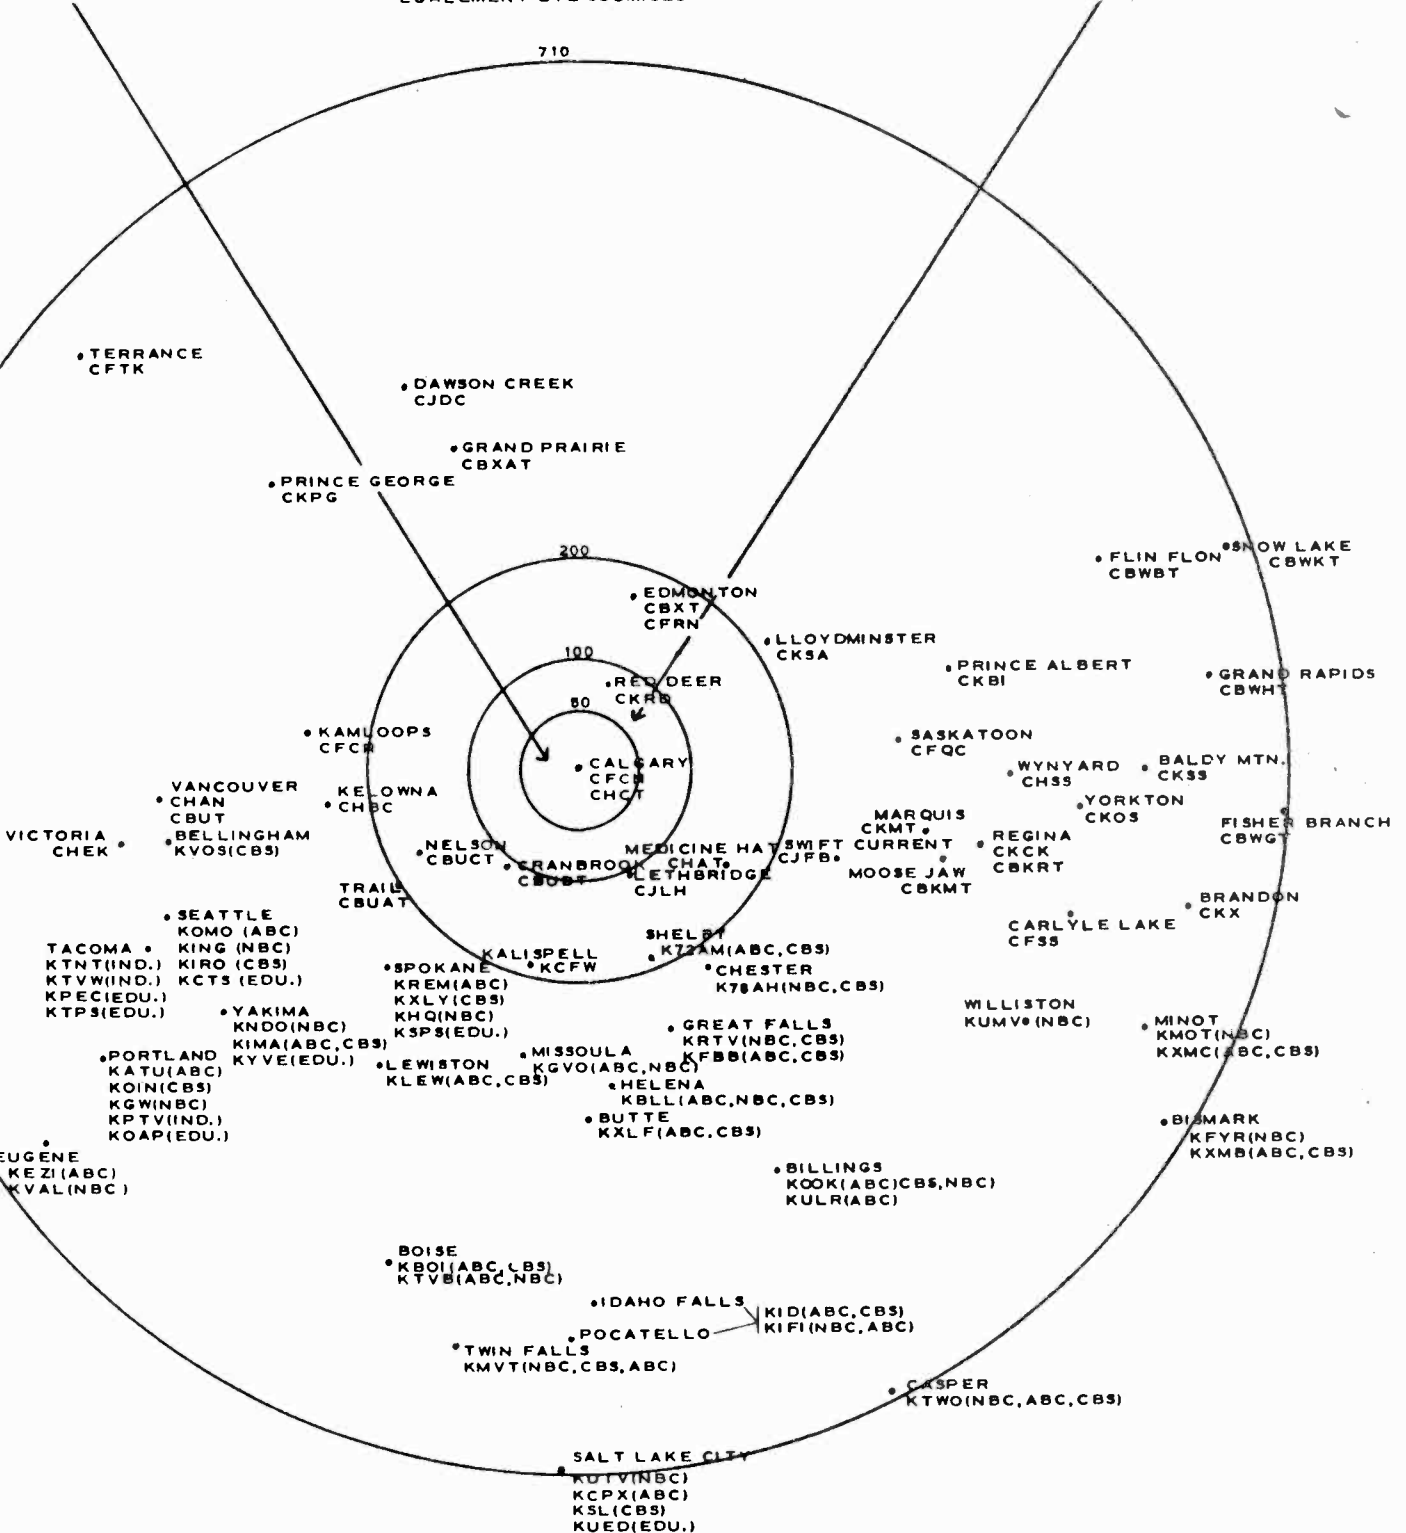 710
TERRANCE
CFTK
DAWSON CREEK
CJDC
GRAND PRAIRIE
CBXAT
PRINCE GEORGE
CKPG
200
FLIN FLON
CBWBT
SNOW LAKE
CBWKT
EDMONTON
CBXT
CFRN
LLOYDMINSTER
CKSA
100
PRINCE ALBERT
CKBI
GRAND RAPIDS
CBWHT
RED DEER
CKRD
50
KAMLOOPS
CFCR
SASKATOON
CFQC
CALGARY
CFCN
CHCT
WYNYARD
CHSS
BALDY MTN.
CKSS
VANCOUVER
CHAN
CBUT
KELOWNA
CHBC
YORKTON
CKOS
MARQUIS
CKMT
FISHER BRANCH
CBWGT
VICTORIA
CHEK
BELLINGHAM
KVOS(CBS)
NELSON
CBUCT
CRANBROOK
MEDICINE HAT
CHAT
LETHBRIDGE
CJLH
SWIFT CURRENT
CJFB
REGINA
CKCK
CBKRT
MOOSE JAW
CBKMT
TRAIL
CBUAT
BRANDON
CKX
CARLYLE LAKE
CFSS
SEATTLE
KOMO (ABC)
KING (NBC)
KIRO (CBS)
KCTS (EDU.)
TACOMA
KTNT(IND.)
KTVW(IND.)
KPEC(EDU.)
KTPS(EDU.)
SHELBY
K72AM(ABC,CBS)
KALISPELL
KCFW
SPOKANE
KREM(ABC)
KXLY(CBS)
KHQ(NBC)
KSPS(EDU.)
CHESTER
K78AH(NBC,CBS)
WILLISTON
KUMV(NBC)
MINOT
KMOT(NBC)
KXMC(ABC,CBS)
YAKIMA
KNDO(NBC)
KIMA(ABC,CBS)
KYVE(EDU.)
GREAT FALLS
KRTV(NBC,CBS)
KFBB(ABC,CBS)
PORTLAND
KATU(ABC)
KOIN(CBS)
KGW(NBC)
KPTV(IND.)
KOAP(EDU.)
LEWISTON
KLEW(ABC,CBS)
MISSOULA
KGVO(ABC,NBC)
HELENA
KBLL(ABC,NBC,CBS)
BUTTE
KXLF(ABC,CBS)
BISMARK
KFYR(NBC)
KXMB(ABC,CBS)
EUGENE
KEZI(ABC)
KVAL(NBC)
BILLINGS
KOOK(ABC)CBS,NBC)
KULR(ABC)
BOISE
KBOI(ABC,CBS)
KTVB(ABC,NBC)
IDAHO FALLS
POCATELLO
KID(ABC,CBS)
KIFI(NBC,ABC)
TWIN FALLS
KMVT(NBC,CBS,ABC)
CASPER
KTWO(NBC,ABC,CBS)
SALT LAKE CITY
KUTV(NBC)
KCPX(ABC)
KSL(CBS)
KUED(EDU.)